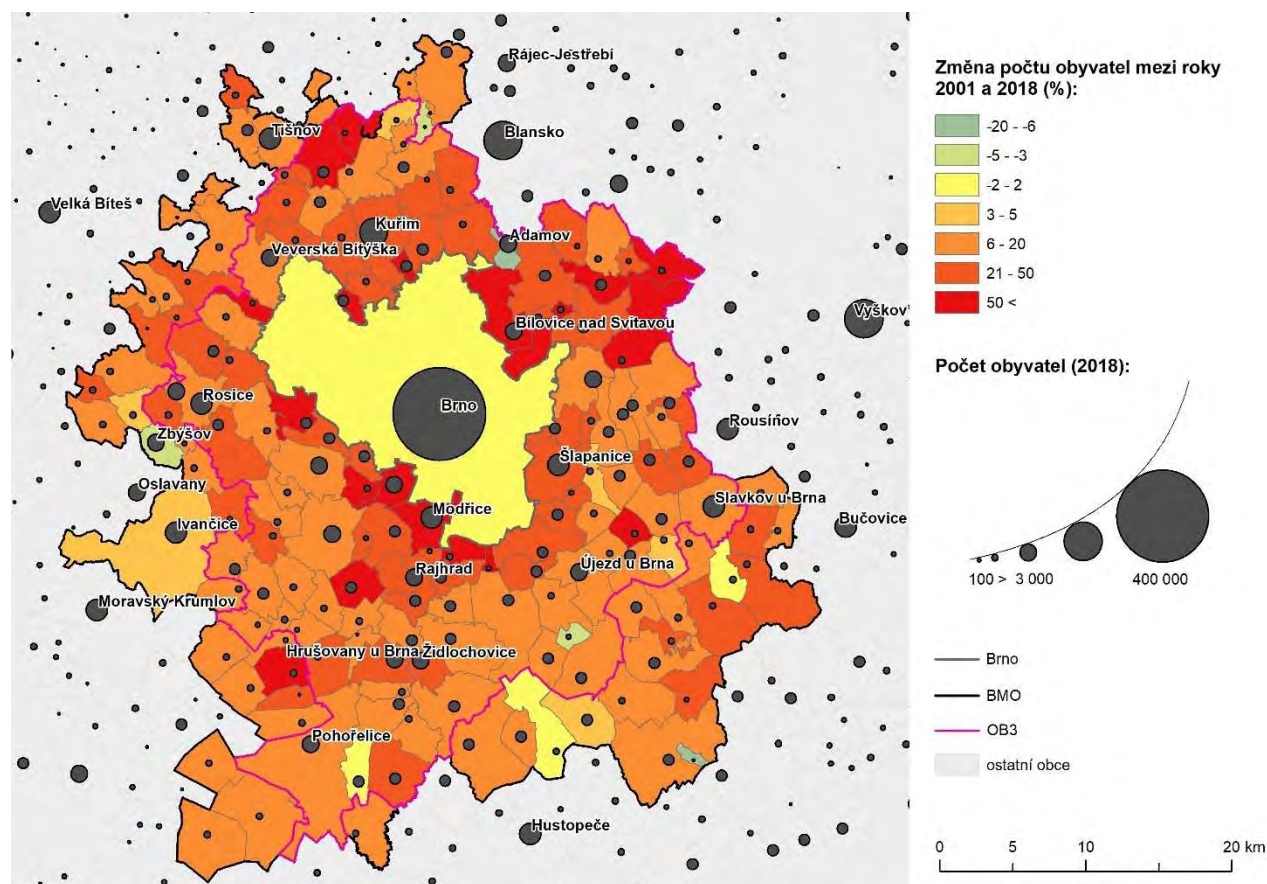 Rájec-Jestřebí
Tišnov
Blansko
Velká Bíteš
Kuřim
Adamov
Veverská Bitýška
Vyškov
Bílovice nad Svitavou
Rosice
Brno
Rousínov
Zbýšov
Šlapanice
Oslavany
Slavkov u Brna
Ivančice
Modřice
Bučovice
Rajhrad
Újezd u Brna
Moravský Krumlov
Hrušovany u Brna
Židlochovice
Pohořelice
Hustopeče
Změna počtu obyvatel mezi roky
2001 a 2018 (%):
-20 - -6
-5 - -3
-2 - 2
3 - 5
6 - 20
21 - 50
50 <
Počet obyvatel (2018):
100 > 3 000
400 000
Brno
BMO
OB3
ostatní obce
0 5 10 20 km